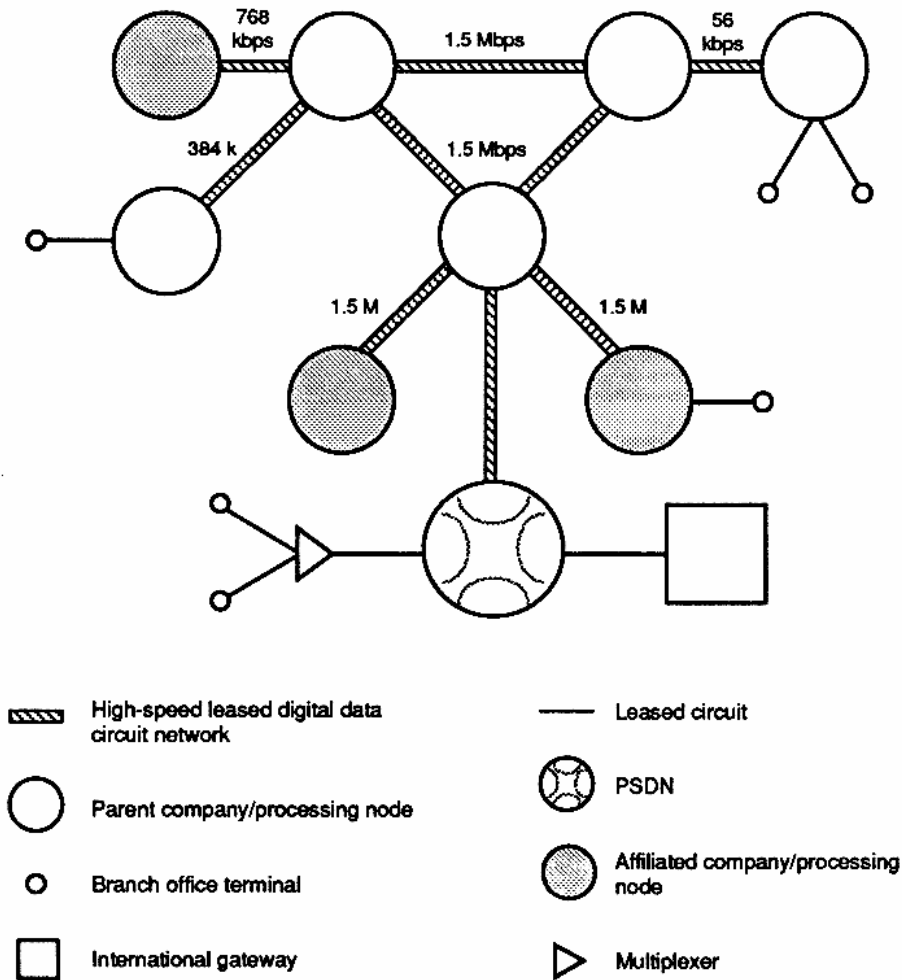 768
kbps
1.5 Mbps
56
kbps
384 k
1.5 Mbps
1.5 M
1.5 M
High-speed leased digital data
circuit network
Leased circuit
Parent company/processing node
PSDN
Branch office terminal
Affiliated company/processing
node
International gateway
Multiplexer